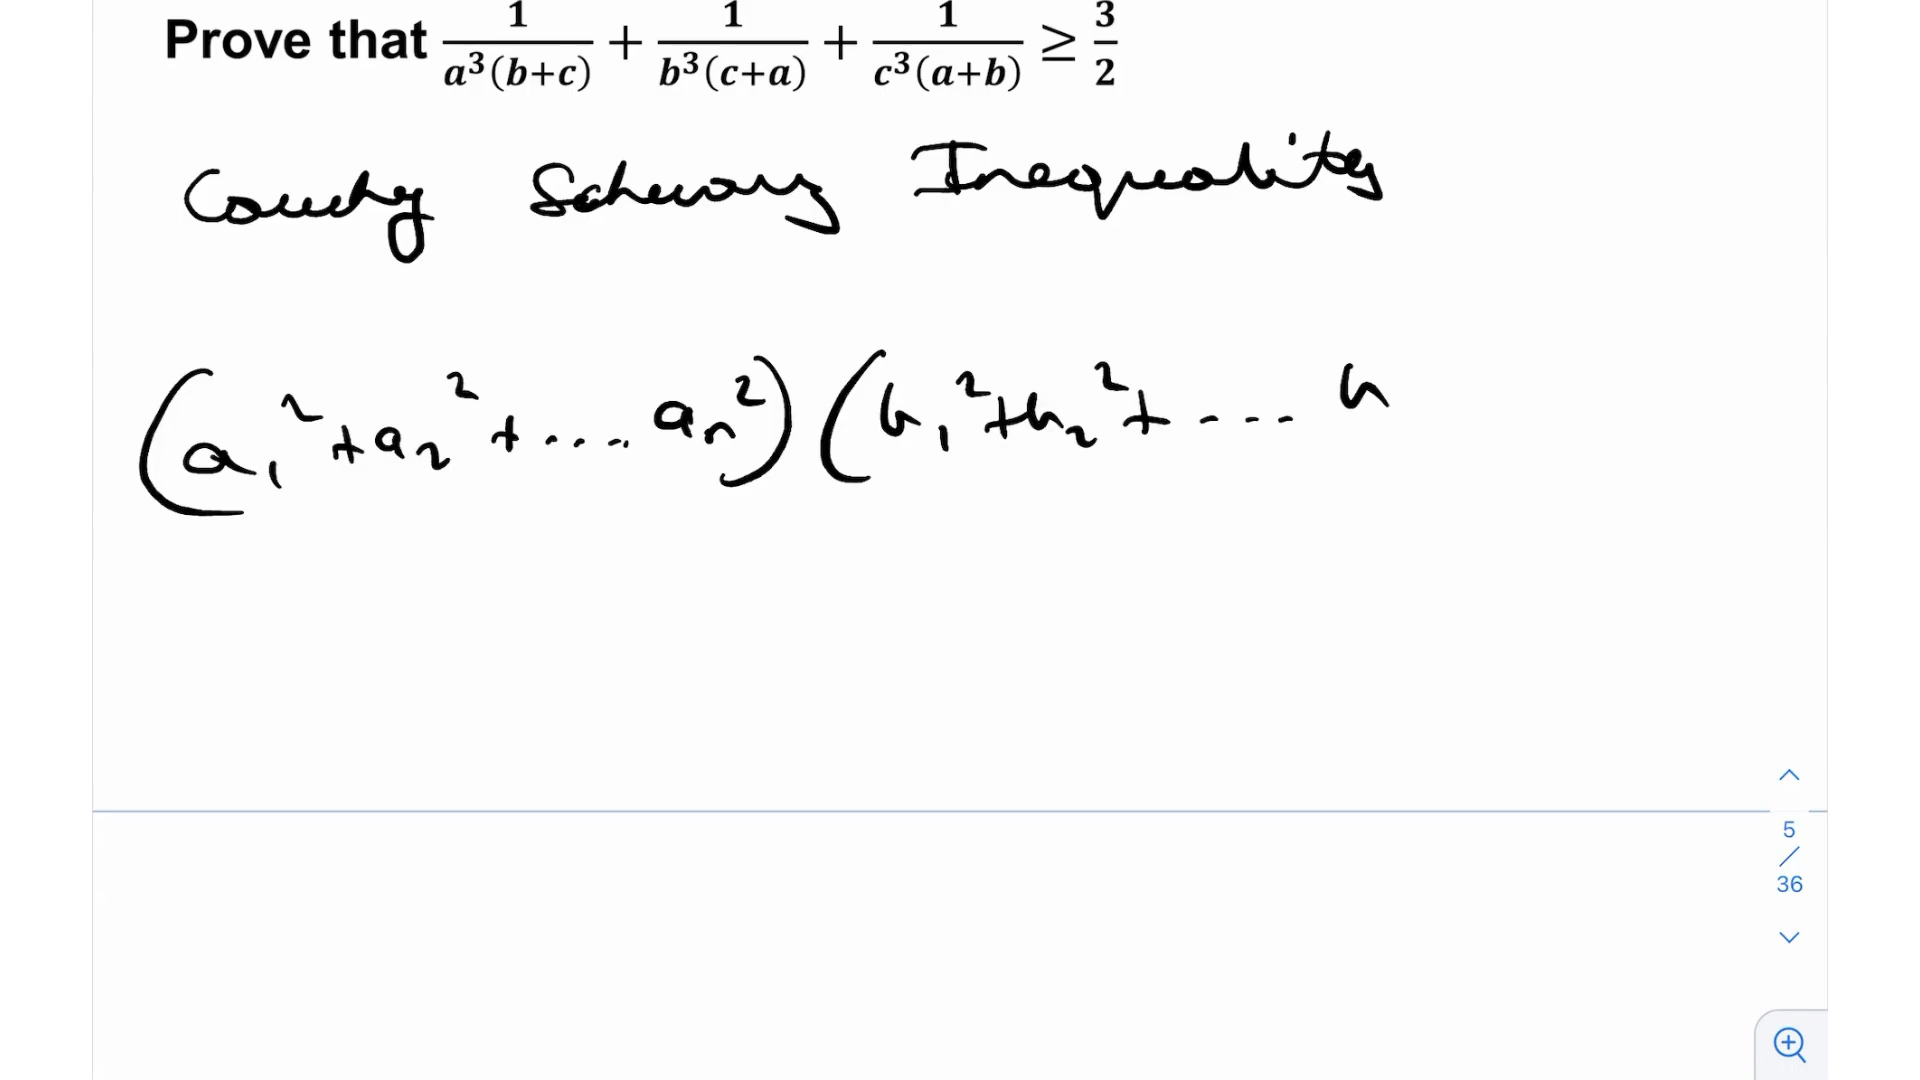 Prove that 1/(a³(b+c)) + 1/(b³(c+a)) + 1/(c³(a+b)) ≥ 3/2
Cauchy Schwarz Inequality
(a₁² + a₂² + .... aₙ²)(b₁² + b₂² + .... b
5
/
36